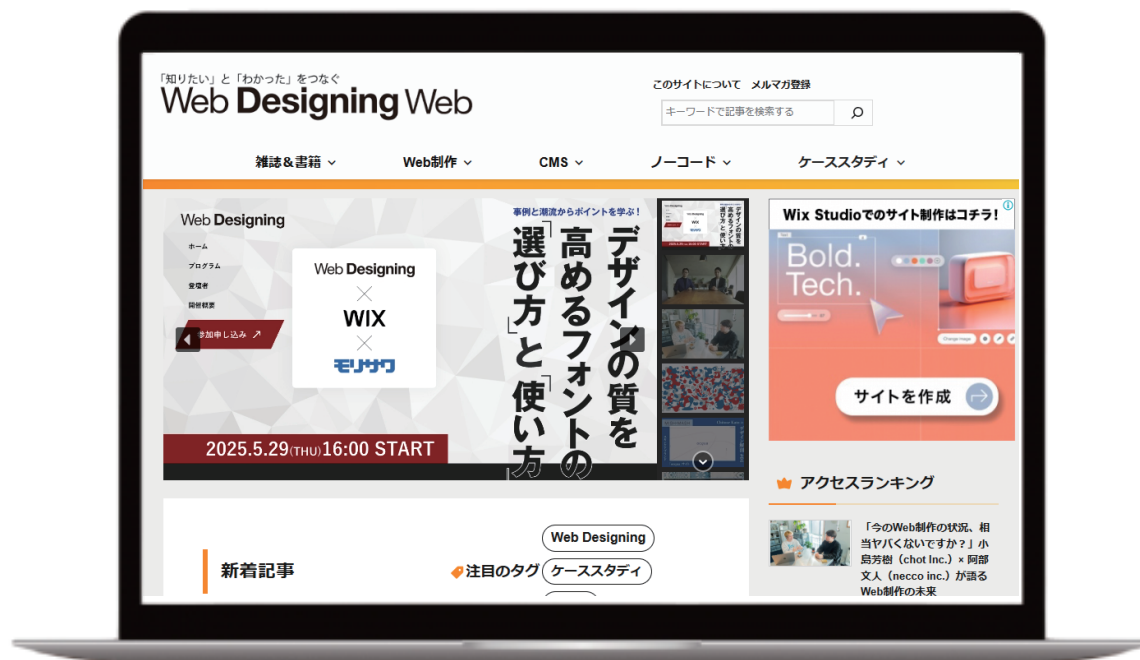 「知りたい」と「わかった」をつなぐ
Web Designing Web
このサイトについて メルマガ登録
キーワードで記事を検索する
雑誌＆書籍 Web制作 CMS ノーコード ケーススタディ
Web Designing
ホーム
プログラム
登壇者
開催概要
参加申し込み
Web Designing
×
WIX
×
モリサワ
2025.5.29(THU)16:00 START
事例と潮流からポイントを学ぶ！
デザインの質を
高めるフォントの
「選び方」と「使い方」
Wix Studioでのサイト制作はコチラ！
Bold.
Tech.
Change Image
サイトを作成
アクセスランキング
「今のWeb制作の状況、相
当ヤバくないですか？」小
島芳樹（chot Inc.）× 阿部
文人（necco inc.）が語る
Web制作の未来
新着記事
注目のタグ
Web Designing
ケーススタディ